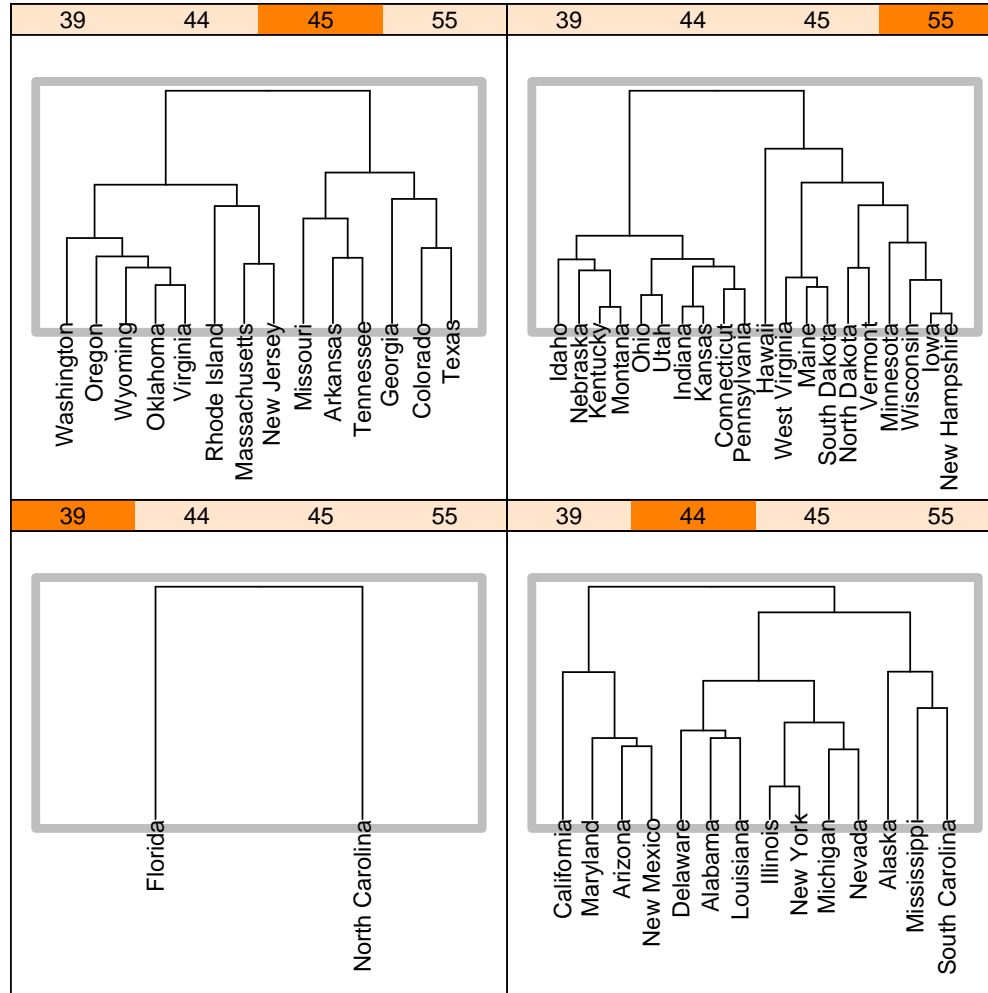 39 44 45 55
Washington
Oregon
Wyoming
Oklahoma
Virginia
Rhode Island
Massachusetts
New Jersey
Missouri
Arkansas
Tennessee
Georgia
Colorado
Texas
39 44 45 55
Idaho
Nebraska
Kentucky
Montana
Ohio
Utah
Indiana
Kansas
Connecticut
Pennsylvania
Hawaii
West Virginia
Maine
South Dakota
North Dakota
Vermont
Minnesota
Wisconsin
Iowa
New Hampshire
39 44 45 55
Florida
North Carolina
39 44 45 55
California
Maryland
Arizona
New Mexico
Delaware
Alabama
Louisiana
Illinois
New York
Michigan
Nevada
Alaska
Mississippi
South Carolina